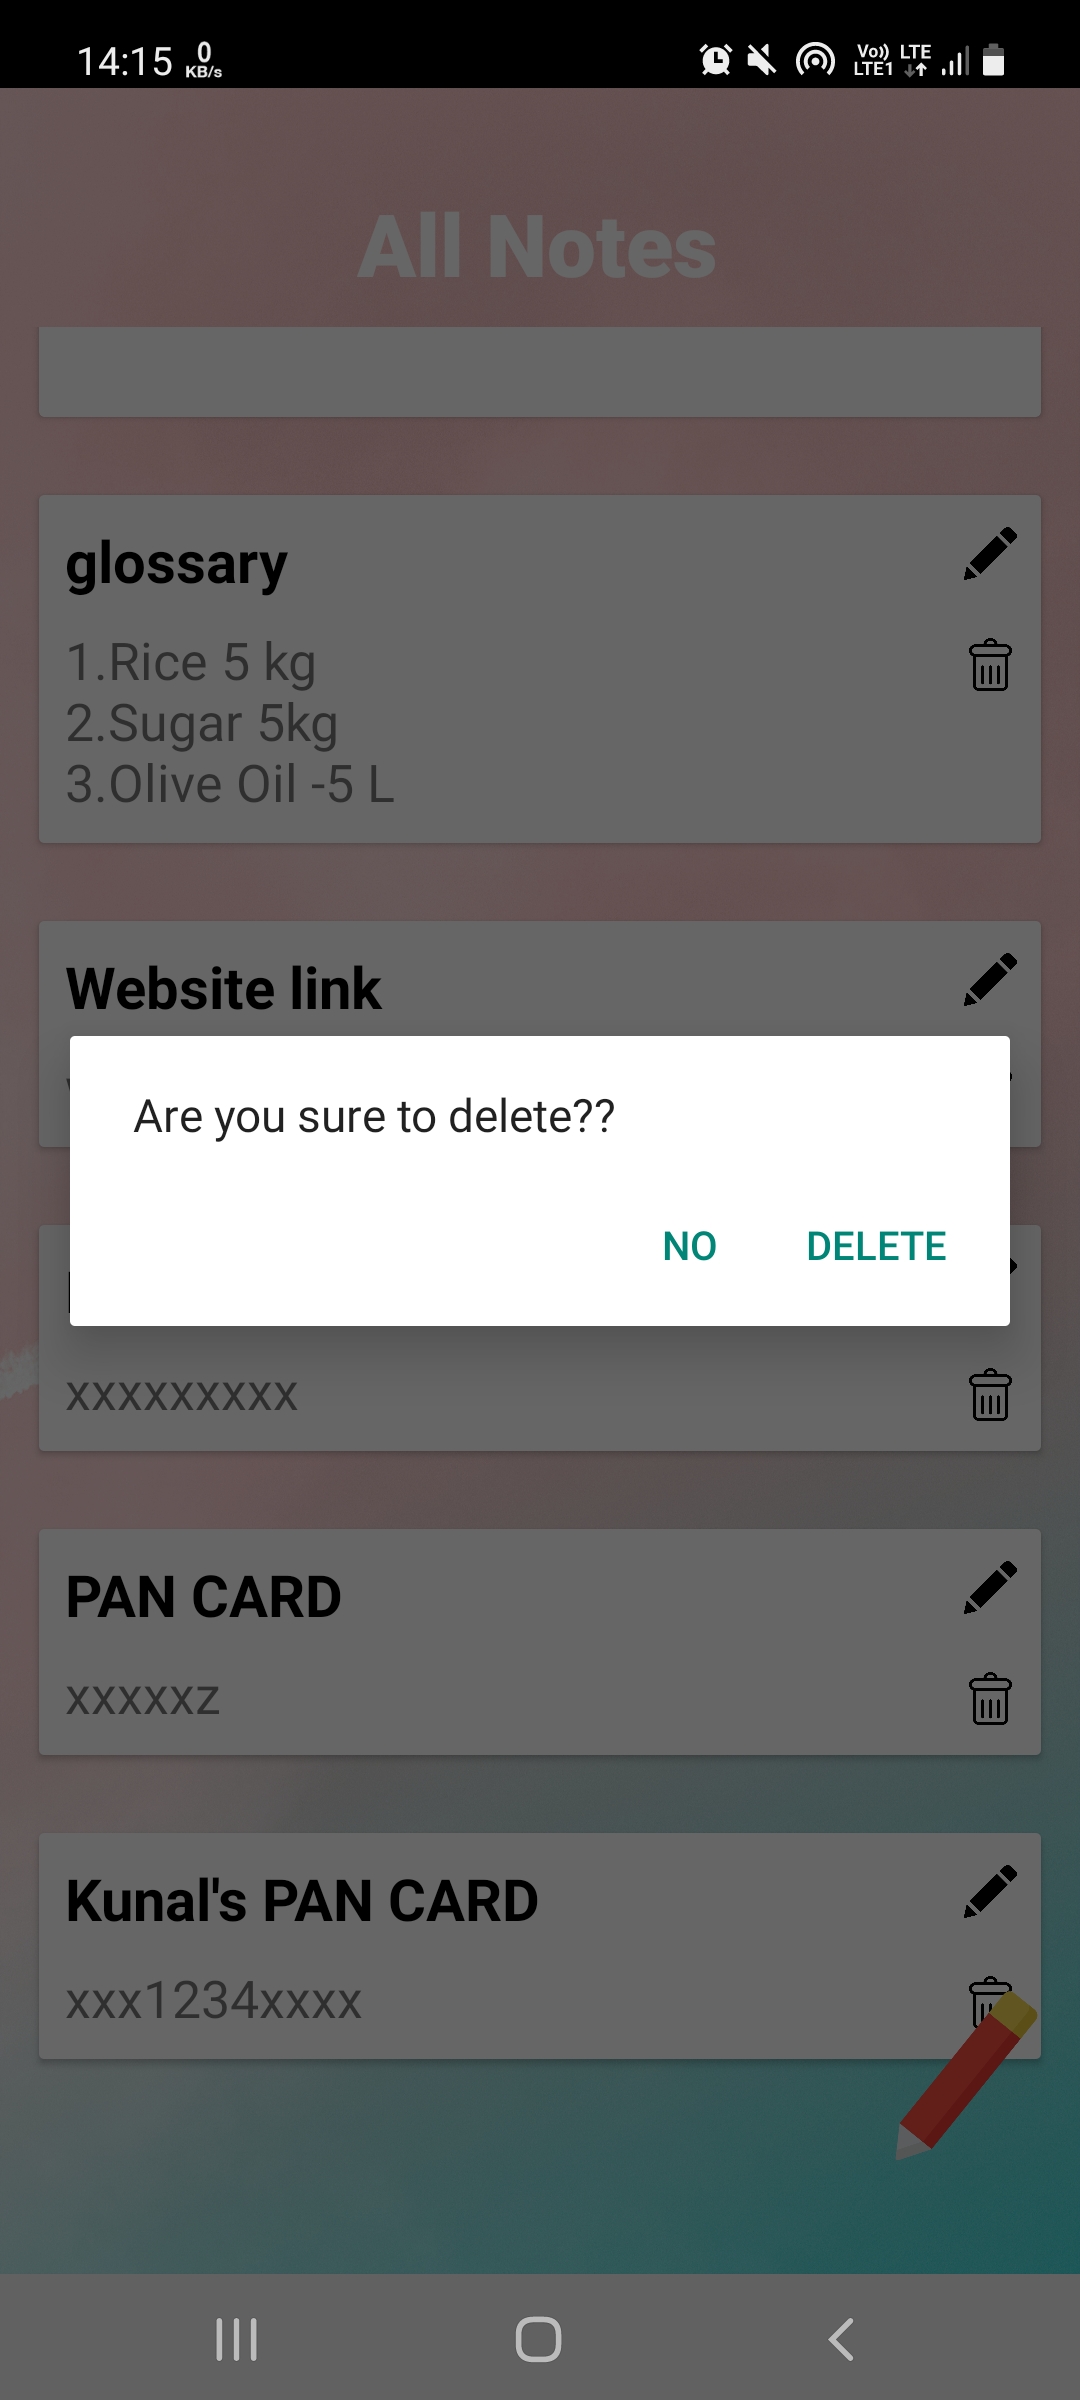 14:15 0 KB/s Vo)) LTE1 LTE
All Notes
glossary
1.Rice 5 kg
2.Sugar 5kg
3.Olive Oil -5 L
Website link
Are you sure to delete??
NO DELETE
xxxxxxxxx
PAN CARD
xxxxxz
Kunal's PAN CARD
xxx1234xxxx